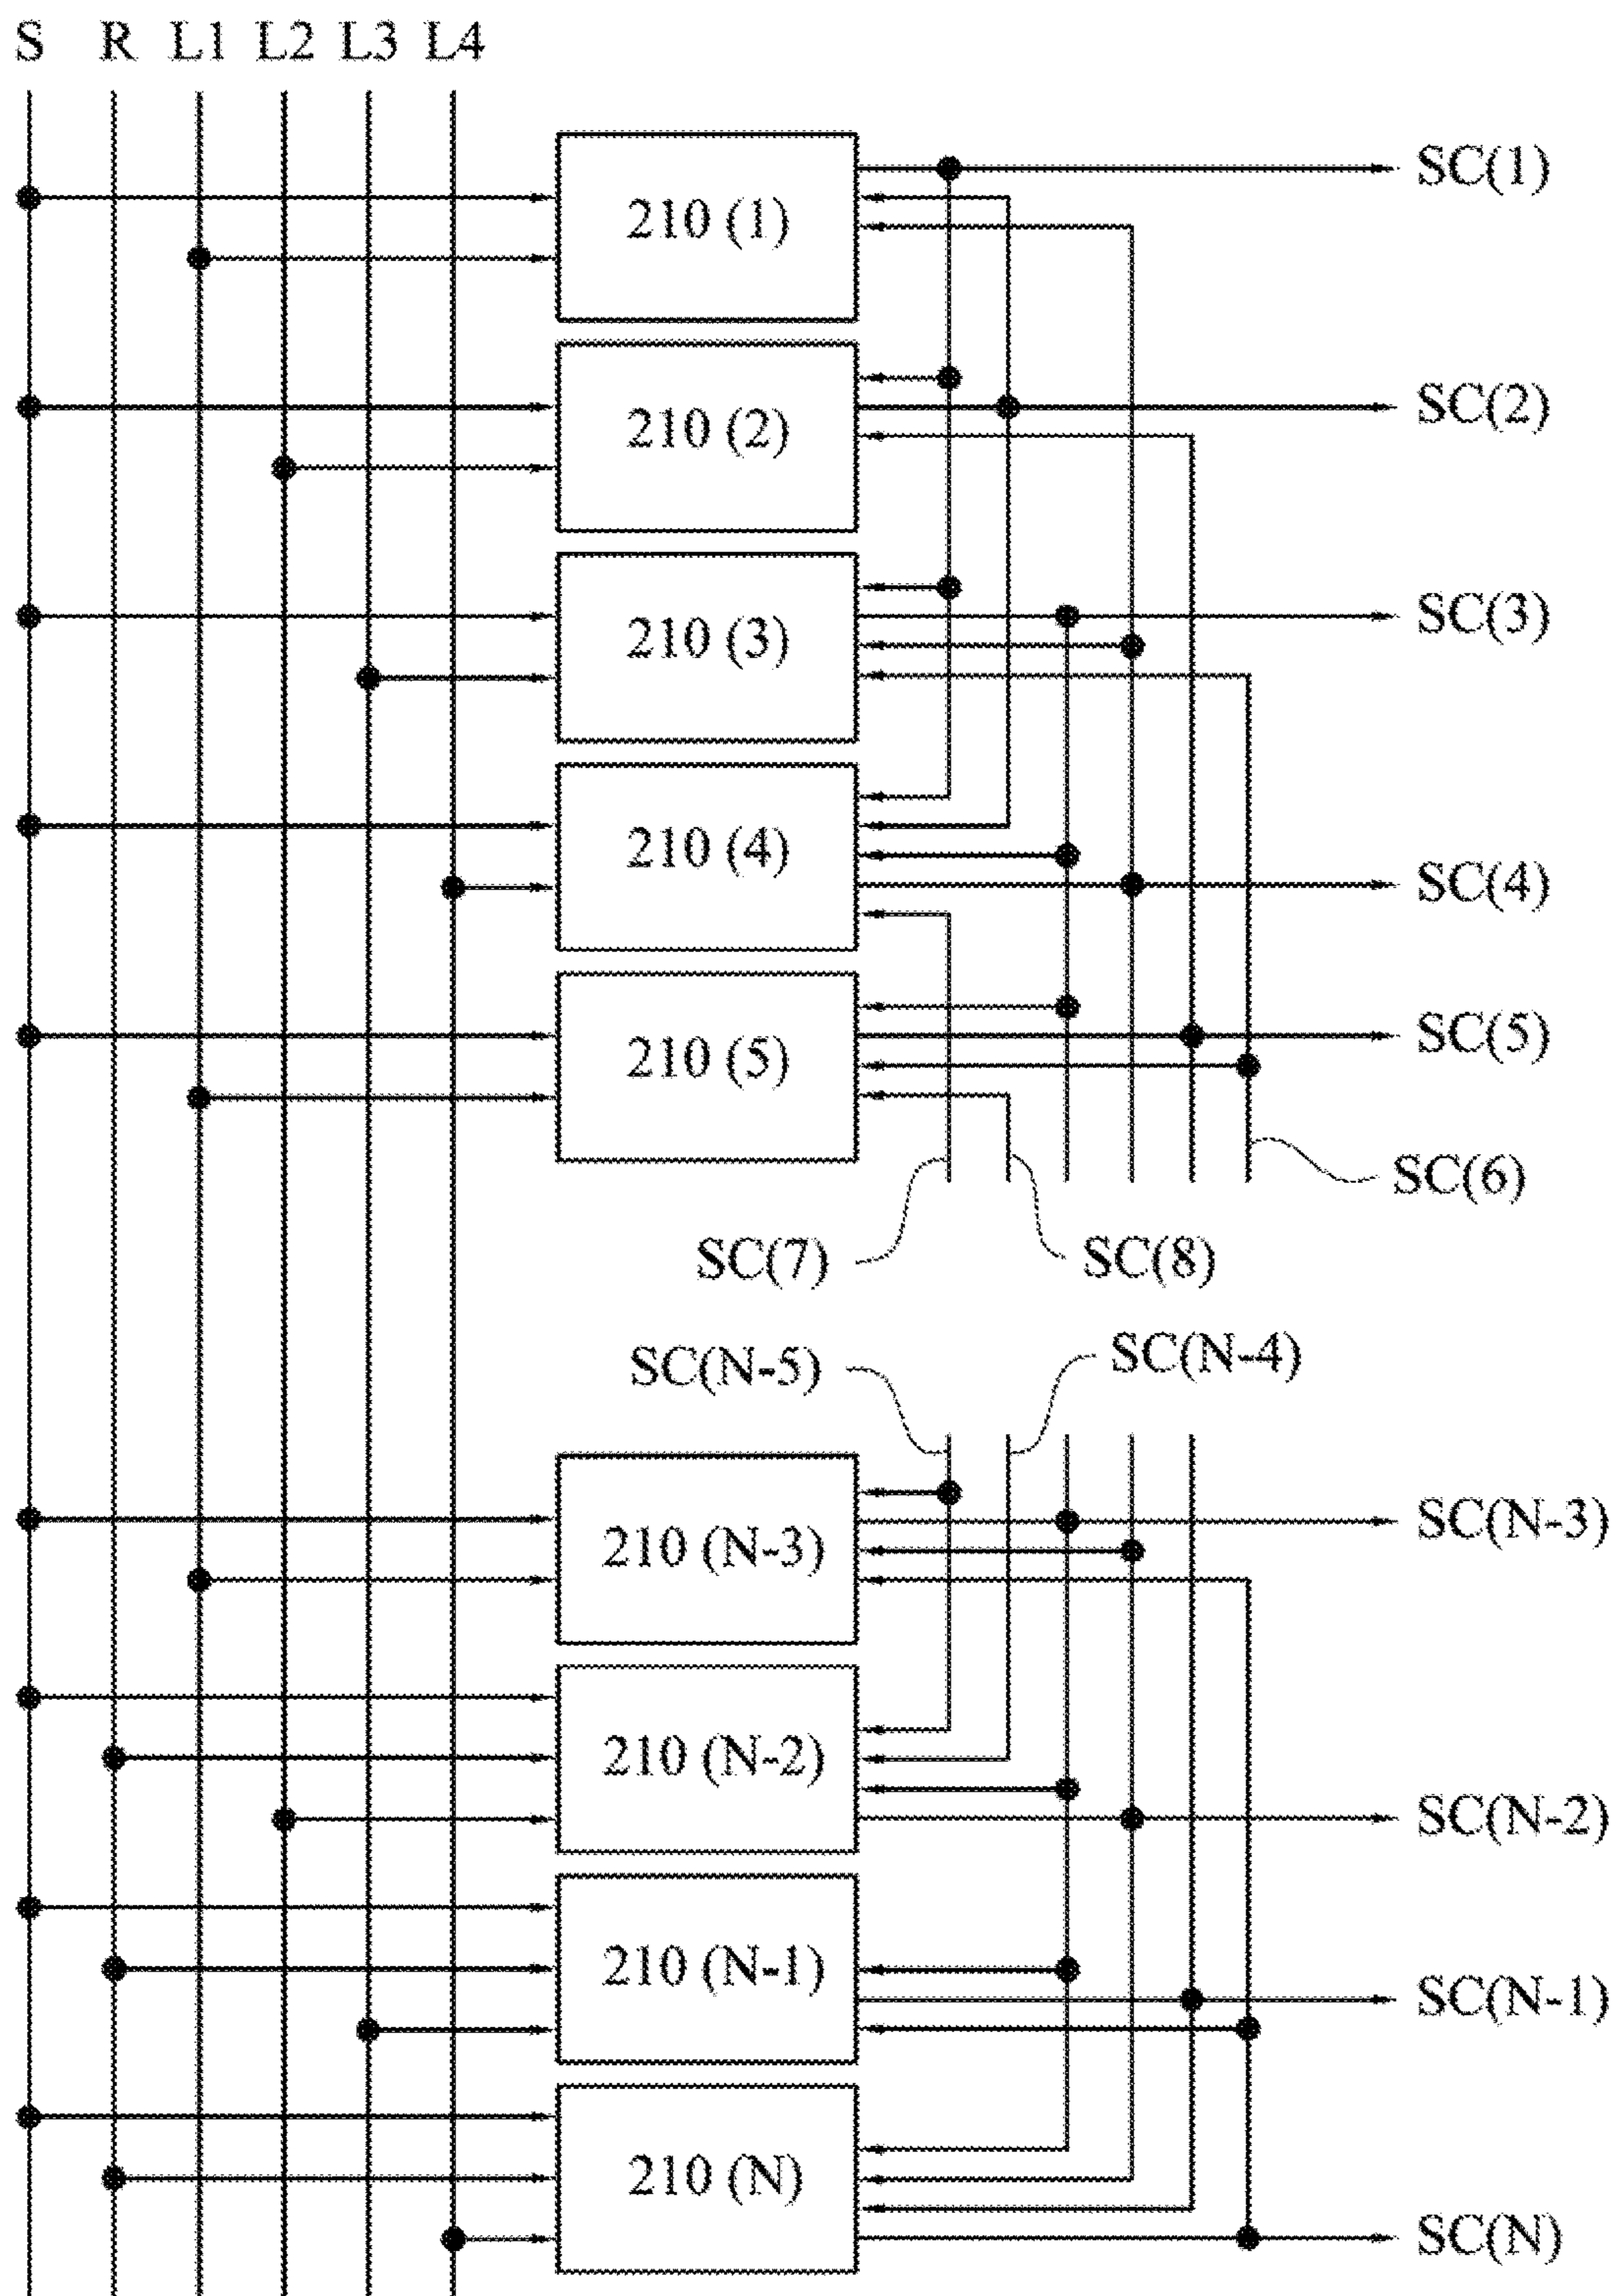 S R L1 L2 L3 L4
SC(1)
210 (1)
SC(2)
210 (2)
SC(3)
210 (3)
210 (4)
SC(4)
SC(5)
210 (5)
SC(6)
SC(7) SC(8)
SC(N-5) SC(N-4)
SC(N-3)
210 (N-3)
210 (N-2)
SC(N-2)
210 (N-1)
SC(N-1)
210 (N)
SC(N)